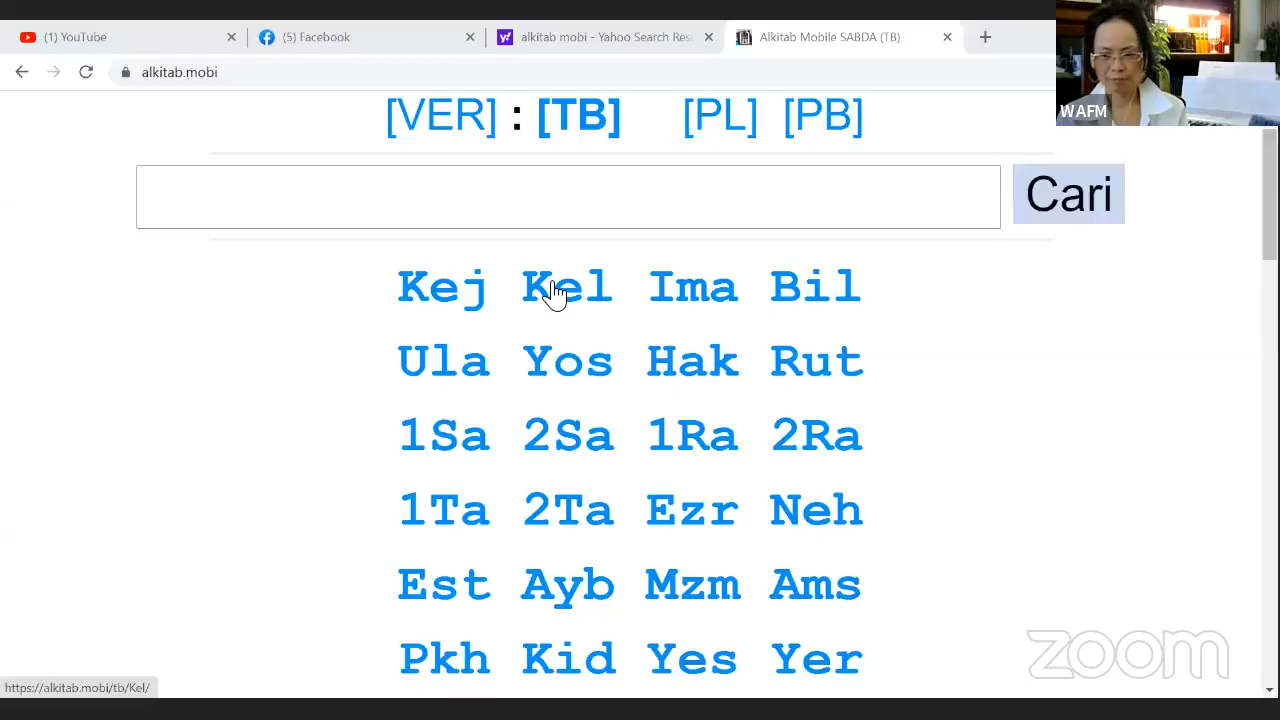 (1) YouTube
(5) Facebook
alkitab mobi - Yahoo Search Res
Alkitab Mobile SABDA (TB)
alkitab.mobi
WAFM
[VER] : [TB] [PL] [PB]
Cari
Kej Kel Ima Bil
Ula Yos Hak Rut
1Sa 2Sa 1Ra 2Ra
1Ta 2Ta Ezr Neh
Est Ayb Mzm Ams
Pkh Kid Yes Yer
zoom
https://alkitab.mobi/tb/Kel/